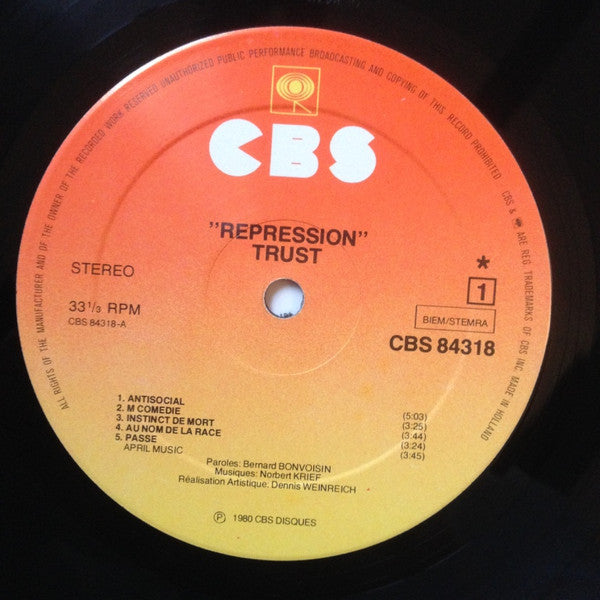 ALL RIGHTS OF THE MANUFACTURER AND OF THE OWNER OF THE RECORDED WORK RESERVED UNAUTHORIZED PUBLIC PERFORMANCE BROADCASTING AND COPYING OF THIS RECORD PROHIBITED
CBS & ARE REG. TRADEMARKS OF CBS INC. MADE IN HOLLAND
CBS
"REPRESSION"
TRUST
STEREO
*
1
33 1/3 RPM
BIEM/STEMRA
CBS 84318-A
CBS 84318
1. ANTISOCIAL (5:03)
2. M COMEDIE (3:25)
3. INSTINCT DE MORT (3:44)
4. AU NOM DE LA RACE (3:24)
5. PASSE (3:45)
APRIL MUSIC
Paroles: Bernard BONVOISIN
Musiques: Norbert KRIEF
Réalisation Artistique: Dennis WEINREICH
℗ 1980 CBS DISQUES